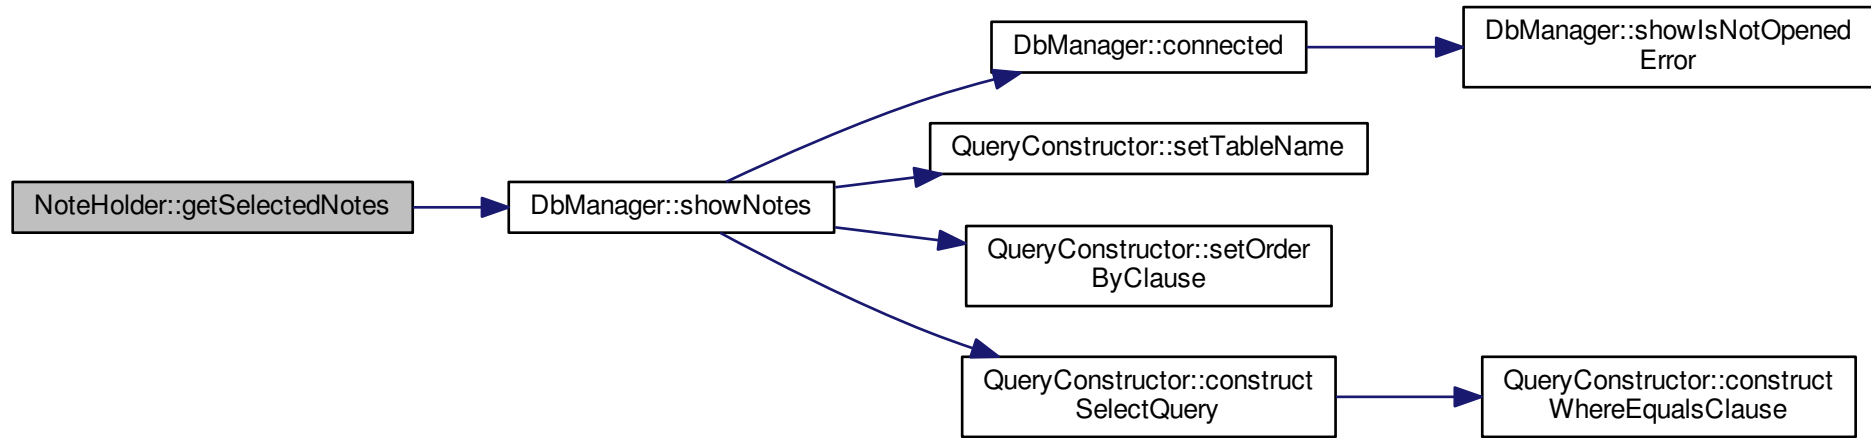 NoteHolder::getSelectedNotes
DbManager::showNotes
DbManager::connected
DbManager::showIsNotOpened
Error
QueryConstructor::setTableName
QueryConstructor::setOrder
ByClause
QueryConstructor::construct
SelectQuery
QueryConstructor::construct
WhereEqualsClause